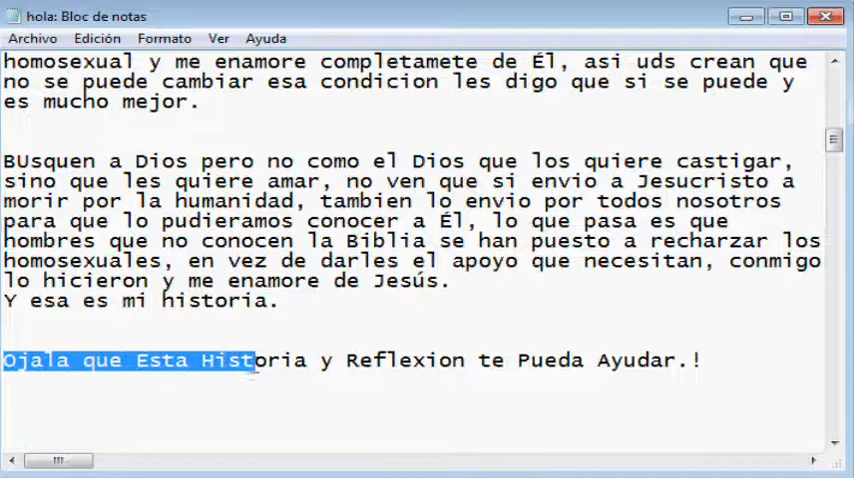 hola: Bloc de notas
Archivo Edición Formato Ver Ayuda
homosexual y me enamore completamete de Él, asi uds crean que
no se puede cambiar esa condicion les digo que si se puede y
es mucho mejor.
BUsquen a Dios pero no como el Dios que los quiere castigar,
sino que les quiere amar, no ven que si envio a Jesucristo a
morir por la humanidad, tambien lo envio por todos nosotros
para que lo pudieramos conocer a Él, lo que pasa es que
hombres que no conocen la Biblia se han puesto a recharzar los
homosexuales, en vez de darles el apoyo que necesitan, conmigo
lo hicieron y me enamore de Jesús.
Y esa es mi historia.
Ojala que Esta Historia y Reflexion te Pueda Ayudar.!